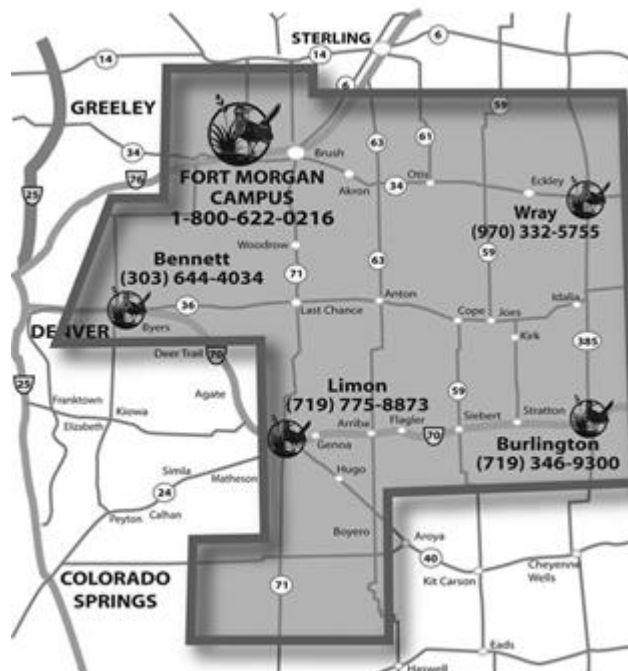 STERLING
14
14
6
6
59
GREELEY
63
61
34
Brush
Otis
Eckley
76
FORT MORGAN
CAMPUS
1-800-622-0216
Akron
34
25
Wray
(970) 332-5755
Woodrow
Bennett
(303) 644-4034
71
63
59
36
Last Chance
Anton
Cope
Joes
Idalia
DENVER
Byers
Kirk
385
Deer Trail
70
25
Limon
(719) 775-8873
59
Agate
Franktown
Kiowa
Elizabeth
Arriba
Flagler
70
Siebert
Stratton
Genoa
Burlington
(719) 346-9300
Simla
Matheson
Hugo
24
Peyton
Calhan
Boyero
Aroya
40
COLORADO
SPRINGS
71
Kit Carson
Cheyenne
Wells
Eads
Haswell